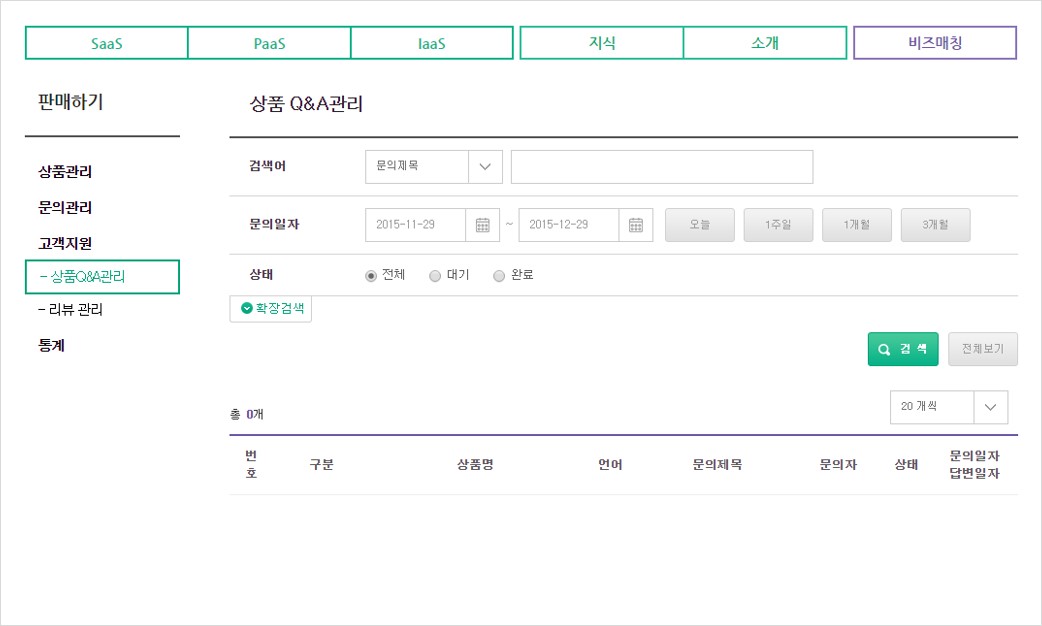 SaaS PaaS IaaS 지식 소개 비즈매칭
판매하기
상품관리
문의관리
고객지원
- 상품Q&A관리
- 리뷰 관리
통계
상품 Q&A관리
검색어 문의제목
문의일자 2015-11-29 ~ 2015-12-29 오늘 1주일 1개월 3개월
상태 전체 대기 완료
확장검색
검 색 전체보기
총 0개 20 개씩
번호 구분 상품명 언어 문의제목 문의자 상태 문의일자
답변일자